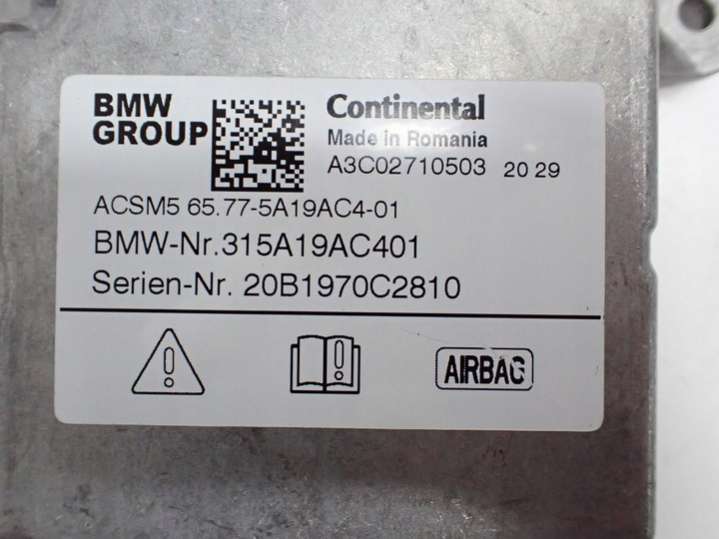 BMW
GROUP
Continental
Made in Romania
A3C02710503 20 29
ACSM5 65.77-5A19AC4-01
BMW-Nr.315A19AC401
Serien-Nr. 20B1970C2810
AIRBAG